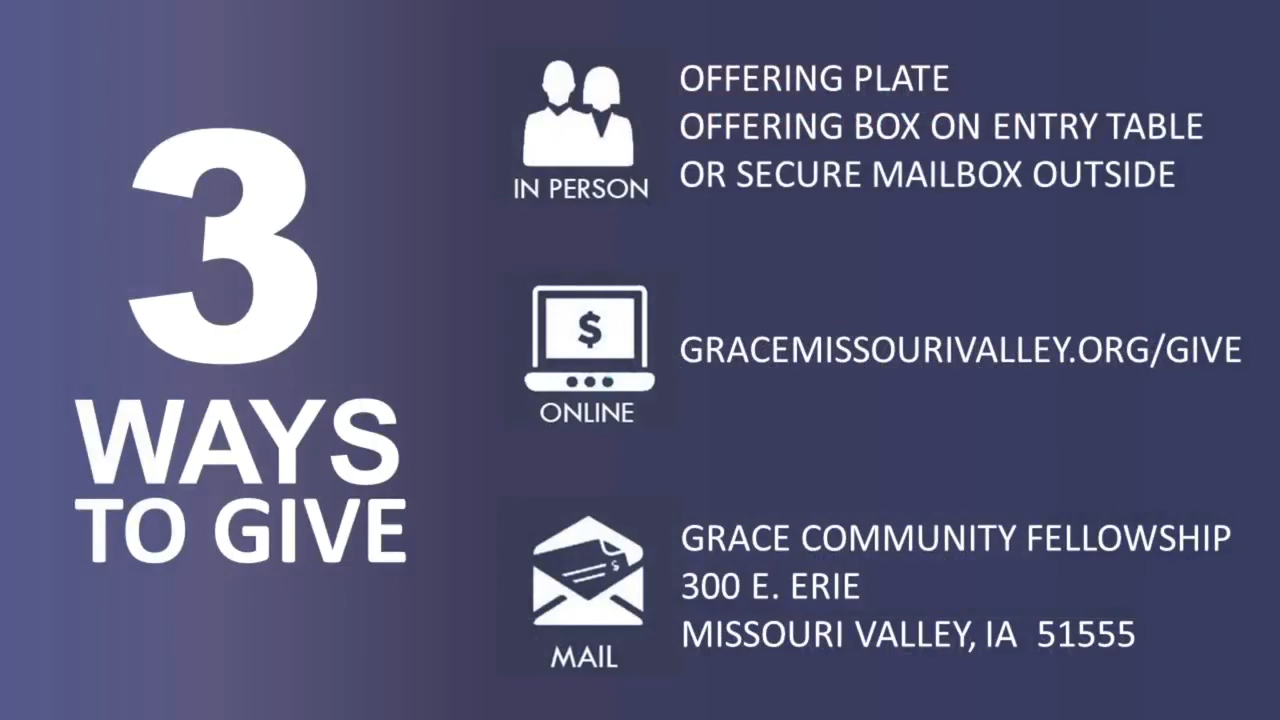 3
WAYS
TO GIVE
IN PERSON
OFFERING PLATE
OFFERING BOX ON ENTRY TABLE
OR SECURE MAILBOX OUTSIDE
$
ONLINE
GRACEMISSOURIVALLEY.ORG/GIVE
$
MAIL
GRACE COMMUNITY FELLOWSHIP
300 E. ERIE
MISSOURI VALLEY, IA  51555